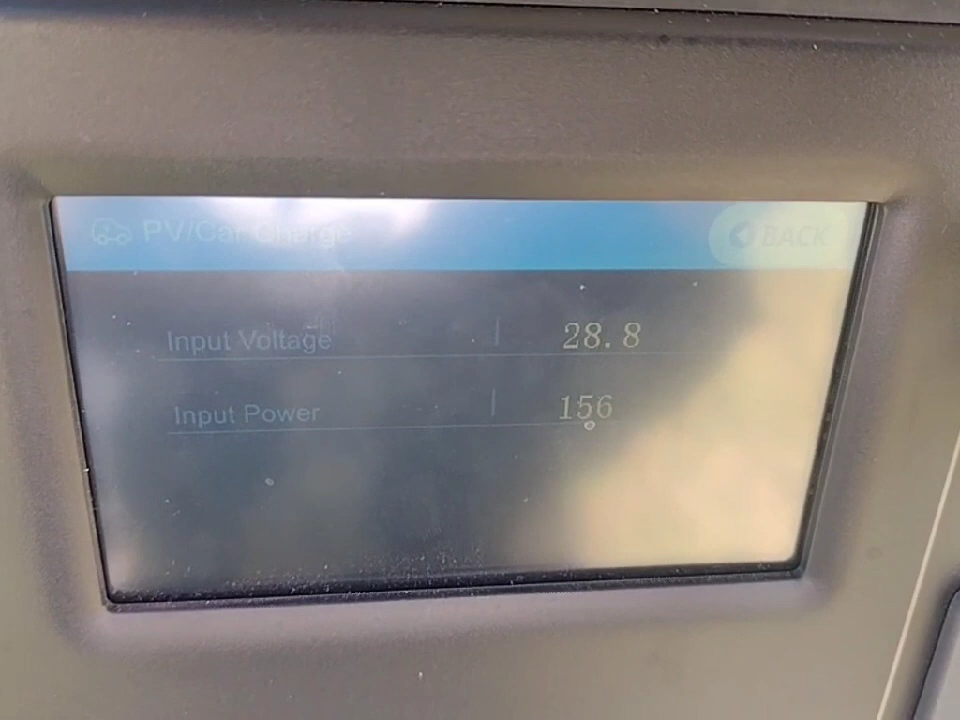 PV/Car Charge
BACK
Input Voltage | 28.8
Input Power | 156